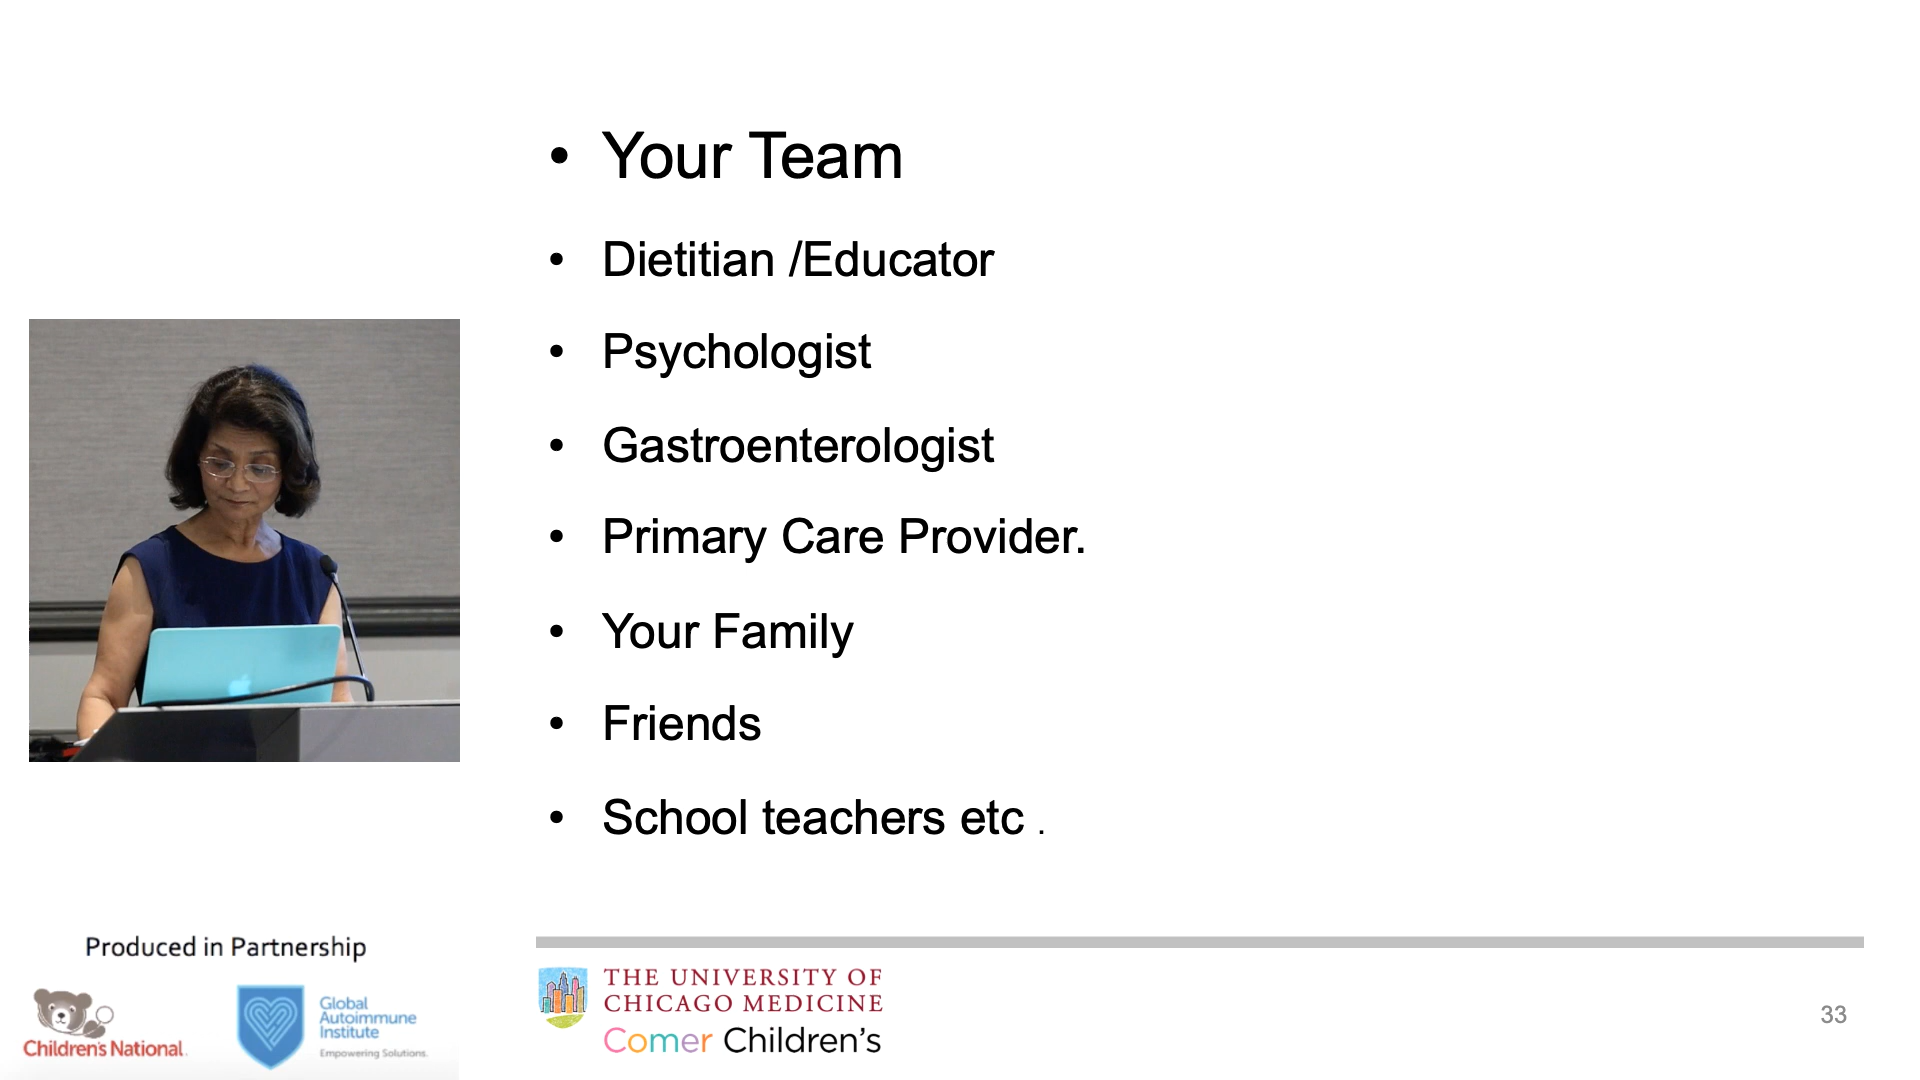 • Your Team
• Dietitian /Educator
• Psychologist
• Gastroenterologist
• Primary Care Provider.
• Your Family
• Friends
• School teachers etc .
Produced in Partnership
Children's National
Global
Autoimmune
Institute
Empowering Solutions.
THE UNIVERSITY OF
CHICAGO MEDICINE
Comer Children's
33